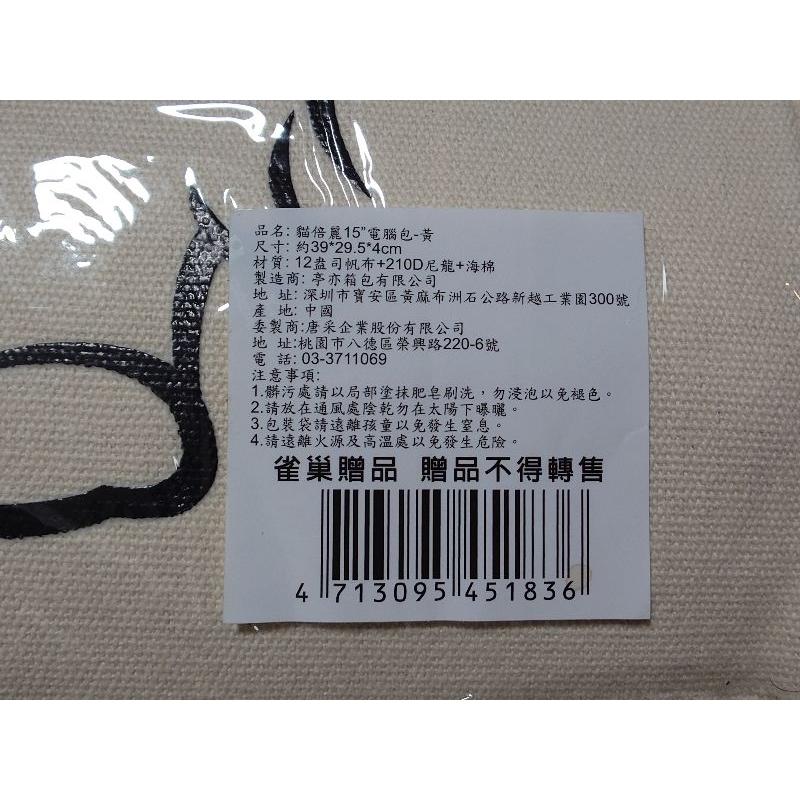 品名: 貓倍麗15”電腦包-黃
尺寸: 約39*29.5*4cm
材質: 12盎司帆布+210D尼龍+海棉
製造商: 亭亦箱包有限公司
地 址: 深圳市寶安區黃麻布洲石公路新越工業園300號
產 地: 中國
委製商:唐采企業股份有限公司
地 址:桃園市八德區榮興路220-6號
電 話: 03-3711069
注意事項:
1.髒污處請以局部塗抹肥皂刷洗，勿浸泡以免褪色。
2.請放在通風處陰乾勿在太陽下曝曬。
3.包裝袋請遠離孩童以免發生窒息。
4.請遠離火源及高溫處以免發生危險。
雀巢贈品 贈品不得轉售
4 713095 451836